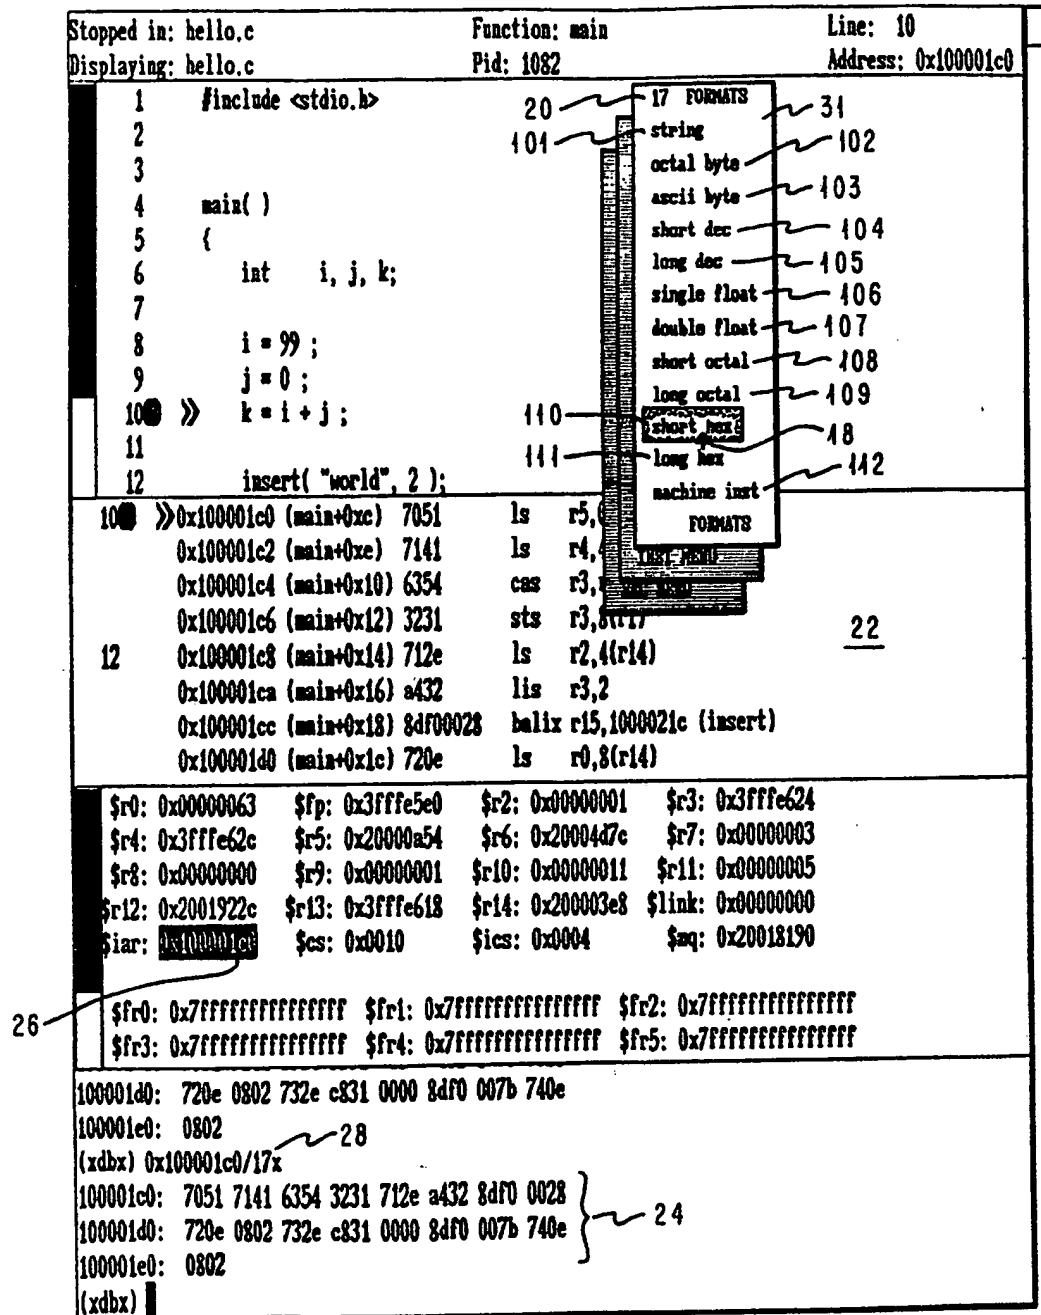 Stopped in: hello.c Function: main Line: 10
Displaying: hello.c Pid: 1082 Address: 0x100001c0
1 #include <stdio.h>
2
3
4 main( )
5 {
6 int i, j, k;
7
8 i = 99 ;
9 j = 0 ;
10 » k = i + j ;
11
12 insert( "world", 2 );
20 17 FORMATS 31
101 string
octal byte 102
ascii byte 103
short dec 104
long dec 105
single float 106
double float 107
short octal 108
long octal 109
110 short hex 18
111 long hex
machine inst 112
FORMATS
INST MENU
MENU
10 »0x100001c0 (main+0xc) 7051 ls r5,
0x100001c2 (main+0xe) 7141 ls r4,
0x100001c4 (main+0x10) 6354 cas r3,
0x100001c6 (main+0x12) 3231 sts r3,8(r1)
12 0x100001c8 (main+0x14) 712e ls r2,4(r14)
0x100001ca (main+0x16) a432 lis r3,2
0x100001cc (main+0x18) 8df00028 balix r15,1000021c (insert)
0x100001d0 (main+0x1c) 720e ls r0,8(r14)
22
$r0: 0x00000063 $fp: 0x3fffe5e0 $r2: 0x00000001 $r3: 0x3fffe624
$r4: 0x3fffe62c $r5: 0x20000a54 $r6: 0x20004d7c $r7: 0x00000003
$r8: 0x00000000 $r9: 0x00000001 $r10: 0x00000011 $r11: 0x00000005
$r12: 0x2001922c $r13: 0x3fffe618 $r14: 0x200003e8 $link: 0x00000000
$iar: 0x100001c0 $cs: 0x0010 $ics: 0x0004 $mq: 0x20018190
26
$fr0: 0x7fffffffffffffff $fr1: 0x7fffffffffffffff $fr2: 0x7fffffffffffffff
$fr3: 0x7fffffffffffffff $fr4: 0x7fffffffffffffff $fr5: 0x7fffffffffffffff
100001d0: 720e 0802 732e c831 0000 8df0 007b 740e
100001e0: 0802
28
(xdbx) 0x100001c0/17x
100001c0: 7051 7141 6354 3231 712e a432 8df0 0028
100001d0: 720e 0802 732e c831 0000 8df0 007b 740e
24
100001e0: 0802
(xdbx)